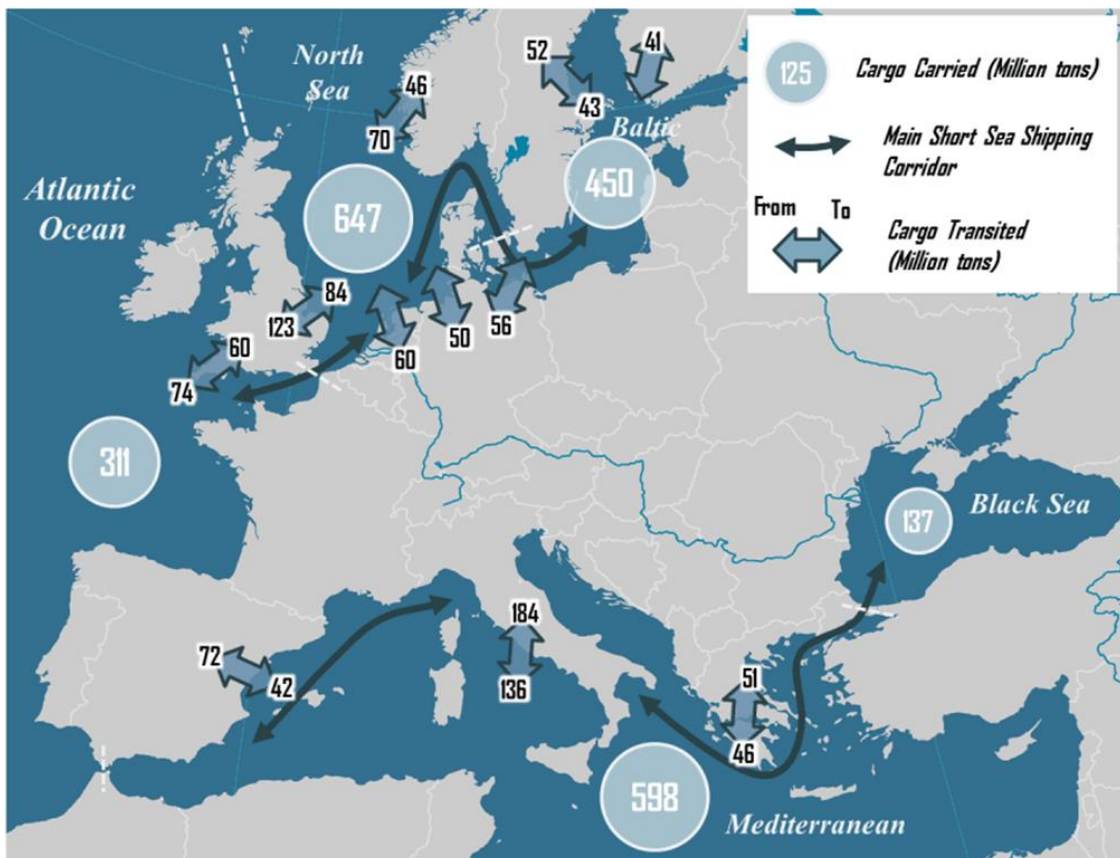 North
Sea
52
41
46
43
70
Baltic
Atlantic
Ocean
647
450
84
123
60
74
50
56
60
311
137
Black Sea
184
136
72
42
51
46
598
Mediterranean
125
Cargo Carried (Million tons)
Main Short Sea Shipping
Corridor
From To
Cargo Transited
(Million tons)